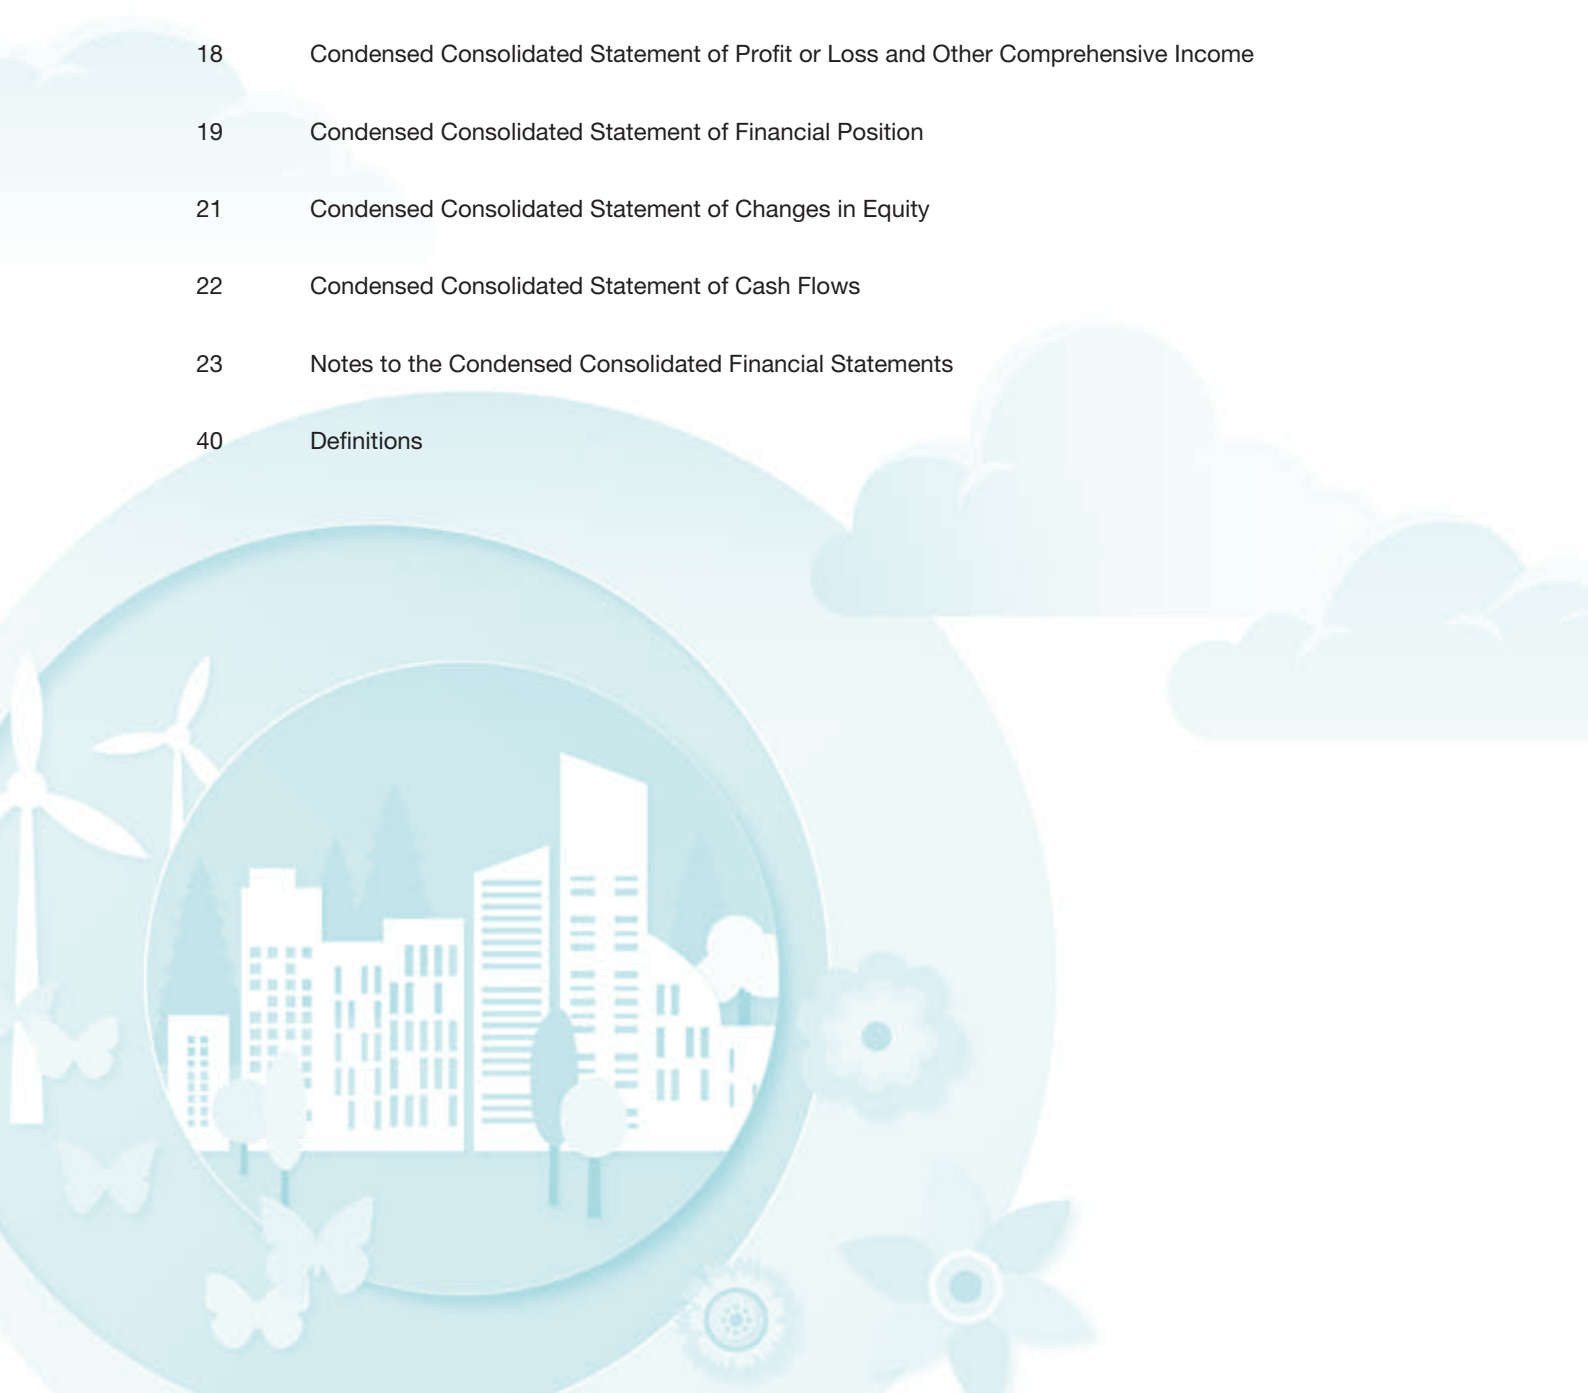 18 Condensed Consolidated Statement of Profit or Loss and Other Comprehensive Income
19 Condensed Consolidated Statement of Financial Position
21 Condensed Consolidated Statement of Changes in Equity
22 Condensed Consolidated Statement of Cash Flows
23 Notes to the Condensed Consolidated Financial Statements
40 Definitions